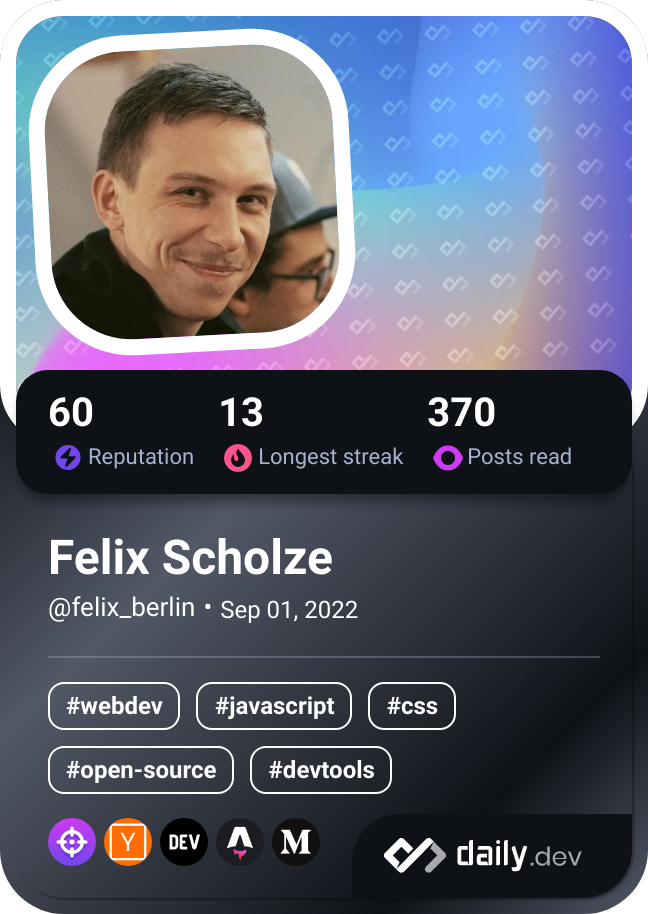 60 13 370
Reputation Longest streak Posts read
Felix Scholze
@felix_berlin • Sep 01, 2022
#webdev #javascript #css
#open-source #devtools
Y DEV A M daily.dev